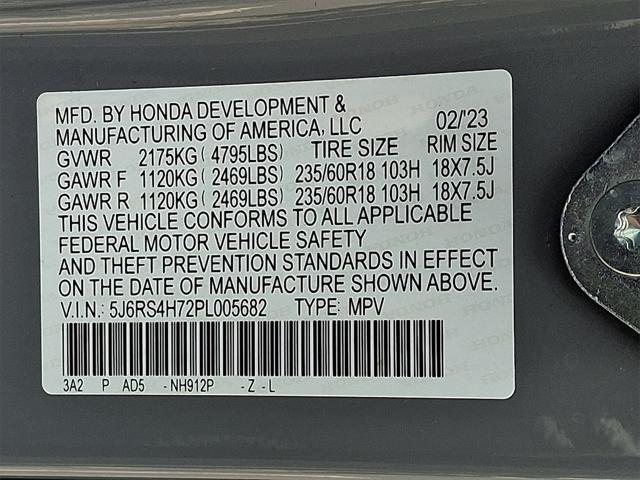 MFD. BY HONDA DEVELOPMENT &
MANUFACTURING OF AMERICA, LLC 02/'23
GVWR 2175KG ( 4795LBS) TIRE SIZE RIM SIZE
GAWR F 1120KG ( 2469LBS) 235/60R18 103H 18X7.5J
GAWR R 1120KG ( 2469LBS) 235/60R18 103H 18X7.5J
THIS VEHICLE CONFORMS TO ALL APPLICABLE
FEDERAL MOTOR VEHICLE SAFETY
AND THEFT PREVENTION STANDARDS IN EFFECT
ON THE DATE OF MANUFACTURE SHOWN ABOVE.
V.I.N.: 5J6RS4H72PL005682 TYPE: MPV
3A2 P AD5 -NH912P -Z-L